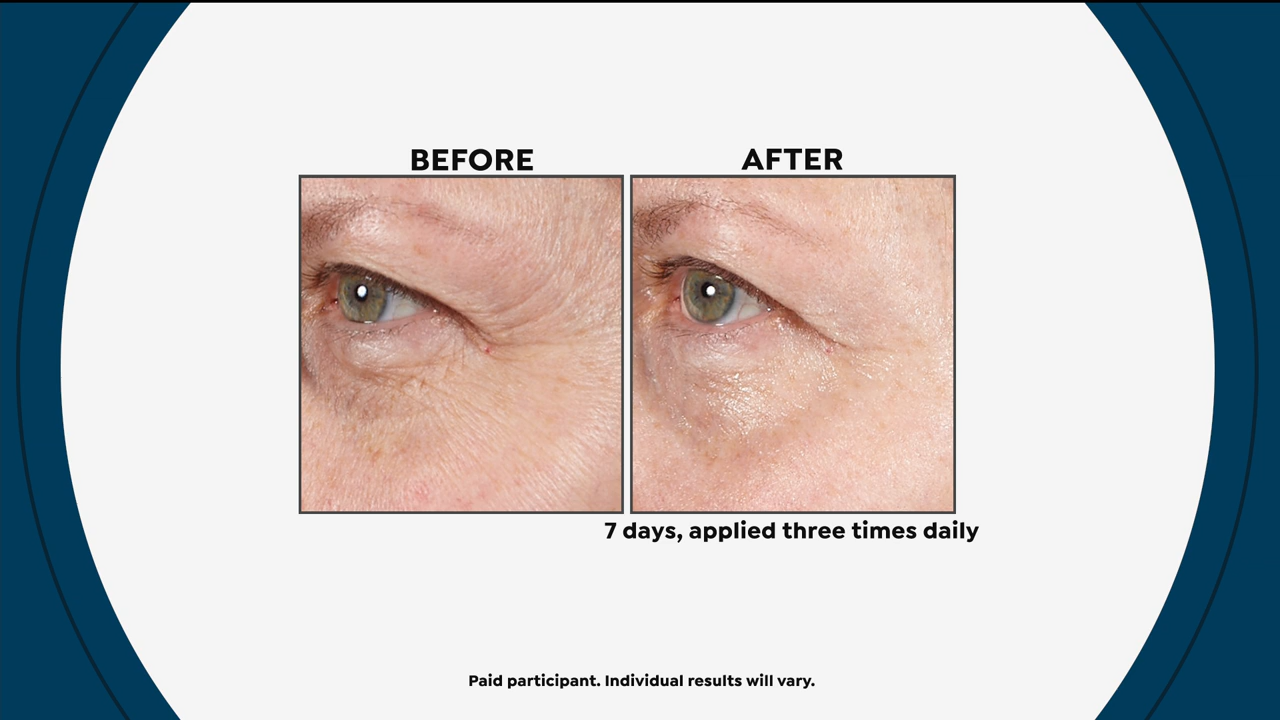 BEFORE
AFTER
7 days, applied three times daily
Paid participant. Individual results will vary.